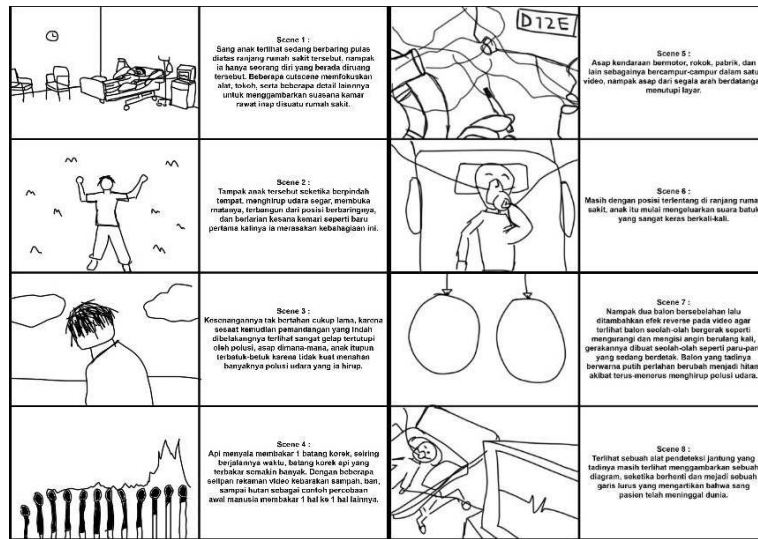 Scene 1 :
Sang anak terlihat sedang berbaring pulas
diatas ranjang rumah sakit tersebut, nampak
ia hanya seorang diri yang berada diruang
tersebut. Beberapa cutscene memfokuskan
alat, tokoh, serta beberapa detail lainnya
untuk menggambarkan suasana kamar
rawat inap disuatu rumah sakit.
Scene 2 :
Tampak anak tersebut seketika berpindah
tempat, menghirup udara segar, membuka
matanya, terbangun dari posisi berbaringnya,
dan berlarian kesana kemari seperti baru
pertama kalinya ia merasakan kebahagiaan ini.
Scene 3 :
Kesenangannya tak bertahan cukup lama, karena
sesaat kemudian pemandangan yang indah
dibelakangnya terlihat sangat gelap tertutupi
oleh polusi, asap dimana-mana, anak itupun
terbatuk-betuk karena tidak kuat menahan
banyaknya polusi udara yang ia hirup.
Scene 4 :
Api menyala membakar 1 batang korek, seiring
berjalannya waktu, batang korek api yang
terbakar semakin banyak. Dengan beberapa
selipan rekaman video kebarakan sampah, ban,
sampai hutan sebagai contoh percobaan
awal manusia membakar 1 hal ke 1 hal lainnya.
D12E
Scene 5 :
Asap kendaraan bermotor, rokok, pabrik, dan
lain sebagainya bercampur-campur dalam satu
video, nampak asap dari segala arah berdatangan
menutupi layar.
Scene 6 :
Masih dengan posisi terlentang di ranjang rumah
sakit, anak itu mulai mengeluarkan suara batuk
yang sangat keras berkali-kali.
Scene 7 :
Nampak dua balon bersebelahan lalu
ditambahkan efek reverse pada video agar
terlihat balon seolah-olah bergerak seperti
mengurangi dan mengisi angin berulang kali,
gerakannya dibuat seolah-olah seperti paru-paru
yang sedang berdetak. Balon yang tadinya
berwarna putih perlahan berubah menjadi hitam
akibat terus-menerus menghirup polusi udara.
Scene 8 :
Terlihat sebuah alat pendeteksi jantung yang
tadinya masih terlihat menggambarkan sebuah
diagram, seketika berhenti dan mejadi sebuah
garis lurus yang mengartikan bahwa sang
pasien telah meninggal dunia.